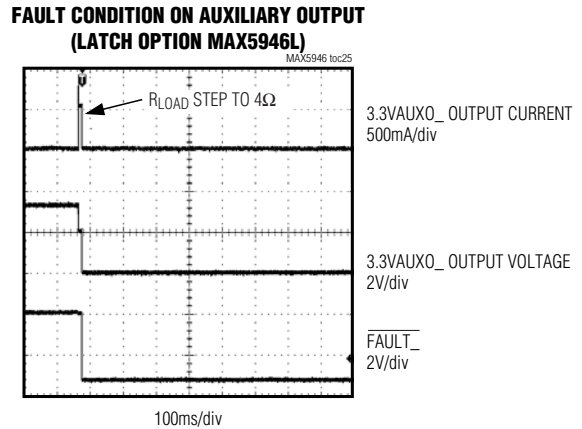 FAULT CONDITION ON AUXILIARY OUTPUT
(LATCH OPTION MAX5946L)
MAX5946 toc25
RLOAD STEP TO 4Ω
3.3VAUXO_ OUTPUT CURRENT
500mA/div
3.3VAUXO_ OUTPUT VOLTAGE
2V/div
FAULT_
2V/div
100ms/div